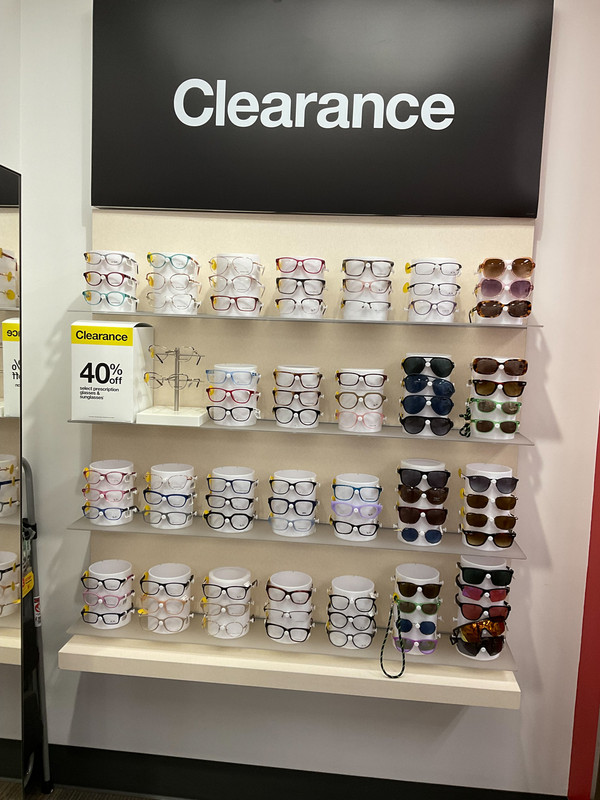 Clearance
Clearance
40% off
select prescription
glasses &
sunglasses